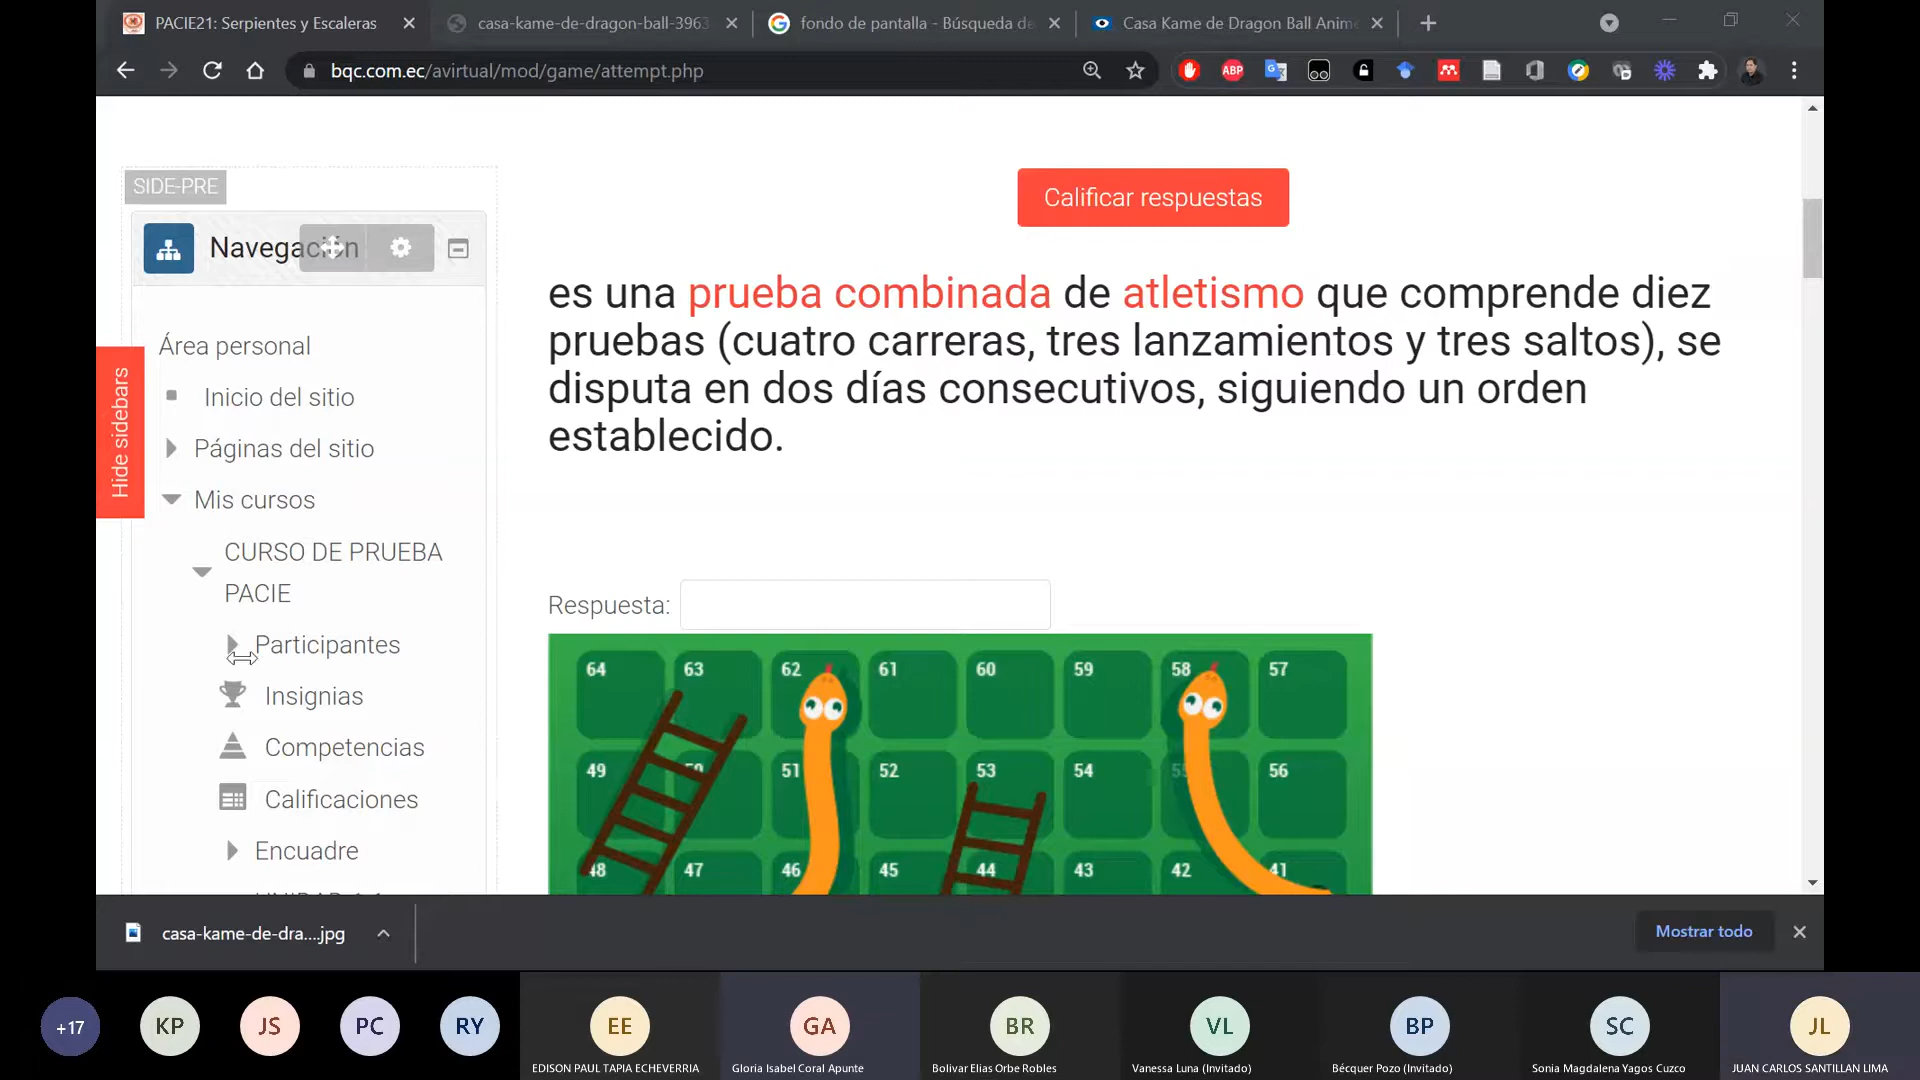 PACIE21: Serpientes y Escaleras
casa-kame-de-dragon-ball-3963
fondo de pantalla - Búsqueda de
Casa Kame de Dragon Ball Anime
bqc.com.ec/avirtual/mod/game/attempt.php
ABP
SIDE-PRE
Navegación
Hide sidebars
Área personal
Inicio del sitio
Páginas del sitio
Mis cursos
CURSO DE PRUEBA
PACIE
Participantes
Insignias
Competencias
Calificaciones
Encuadre
Calificar respuestas
es una prueba combinada de atletismo que comprende diez
pruebas (cuatro carreras, tres lanzamientos y tres saltos), se
disputa en dos días consecutivos, siguiendo un orden
establecido.
Respuesta:
64 63 62 61 60 59 58 57
49 50 51 52 53 54 55 56
48 47 46 45 44 43 42 41
casa-kame-de-dra....jpg
Mostrar todo
+17 KP JS PC RY EE GA BR VL BP SC JL
EDISON PAUL TAPIA ECHEVERRIA
Gloria Isabel Coral Apunte
Bolivar Elias Orbe Robles
Vanessa Luna (Invitado)
Bécquer Pozo (Invitado)
Sonia Magdalena Yagos Cuzco
JUAN CARLOS SANTILLAN LIMA